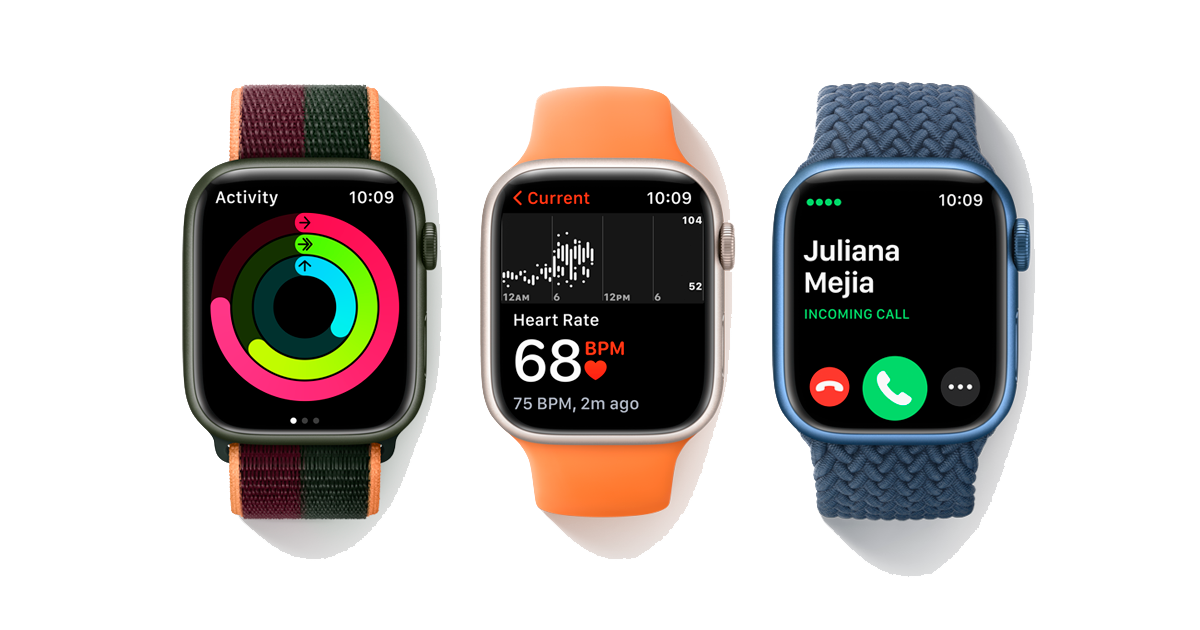 Activity 10:09
Current 10:09
104
52
12AM 6 12PM 6
Heart Rate
68 BPM
75 BPM, 2m ago
10:09
Juliana
Mejia
INCOMING CALL